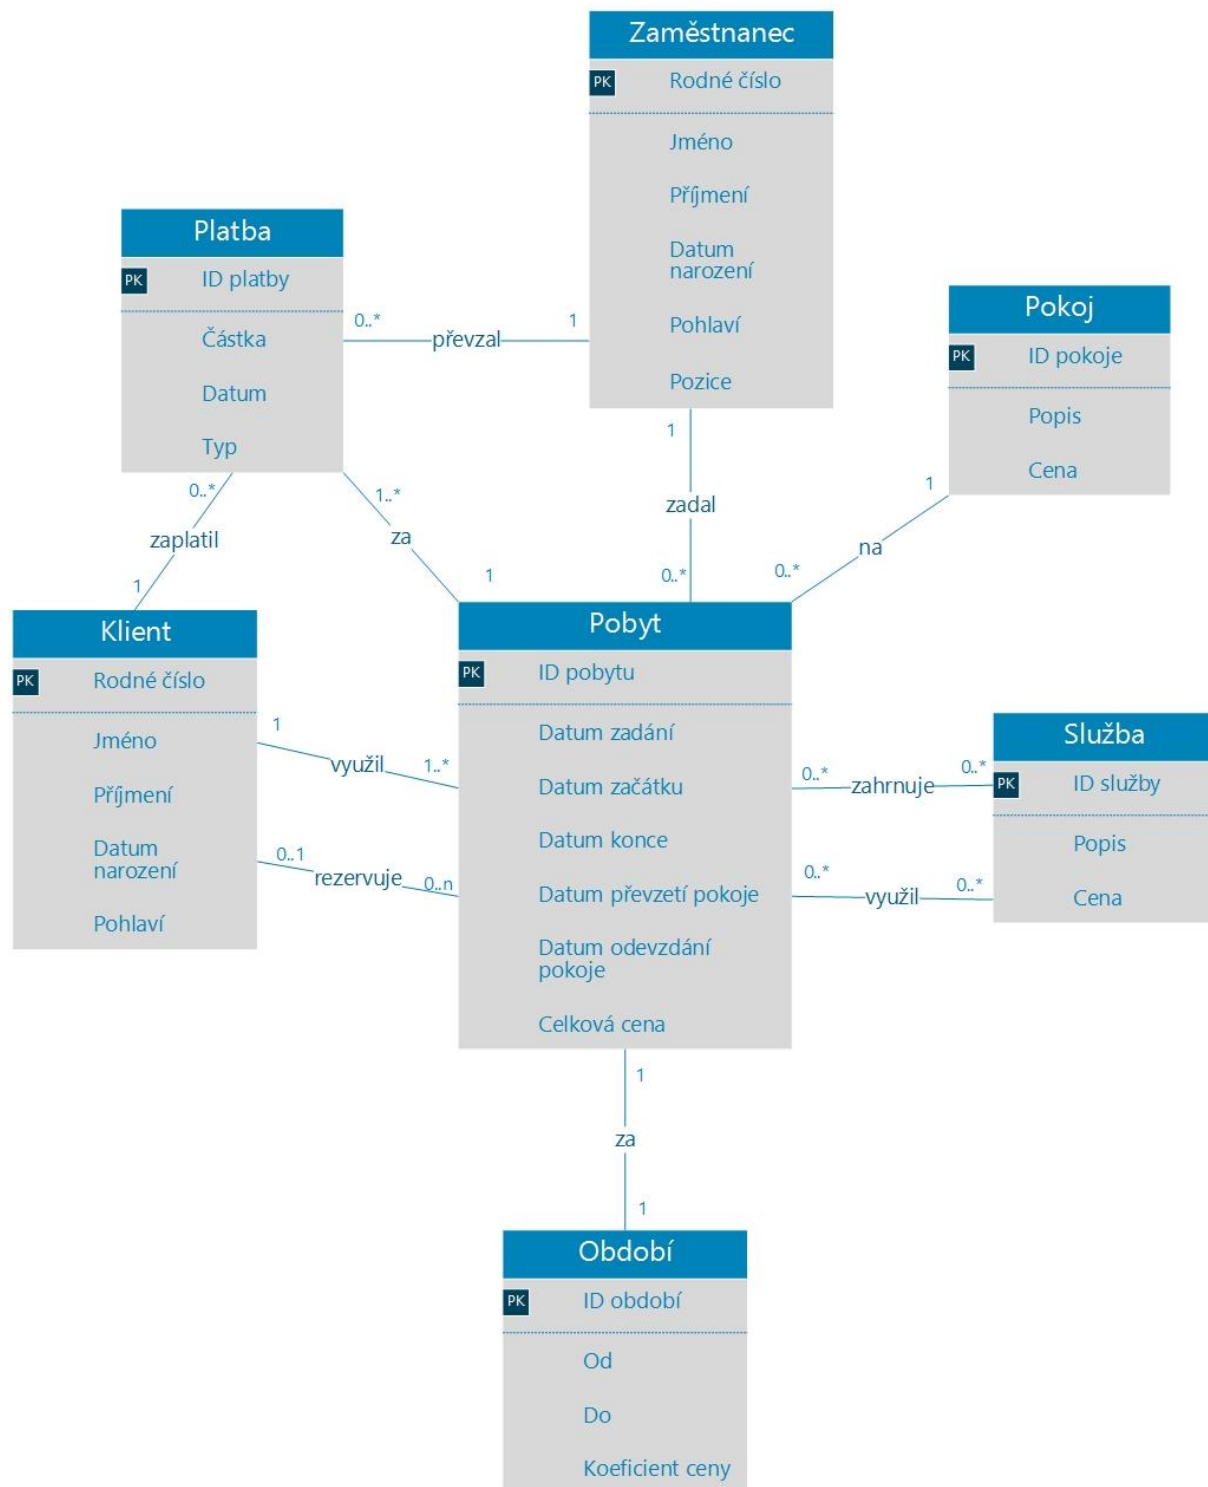 Zaměstnanec
PK Rodné číslo
Jméno
Příjmení
Datum
narození
Pohlaví
Pozice
Platba
PK ID platby
Částka
Datum
Typ
0..* převzal 1
Pokoj
PK ID pokoje
Popis
Cena
0..*
zaplatil
1
1..*
za
1
1
zadal
0..*
1
na
0..*
Klient
PK Rodné číslo
Jméno
Příjmení
Datum
narození
Pohlaví
1
využil
1..*
0..1
rezervuje
0..n
Pobyt
PK ID pobytu
Datum zadání
Datum začátku
Datum konce
Datum převzetí pokoje
Datum odevzdání
pokoje
Celková cena
0..* zahrnuje 0..*
0..* využil 0..*
Služba
PK ID služby
Popis
Cena
1
za
1
Období
PK ID období
Od
Do
Koeficient ceny